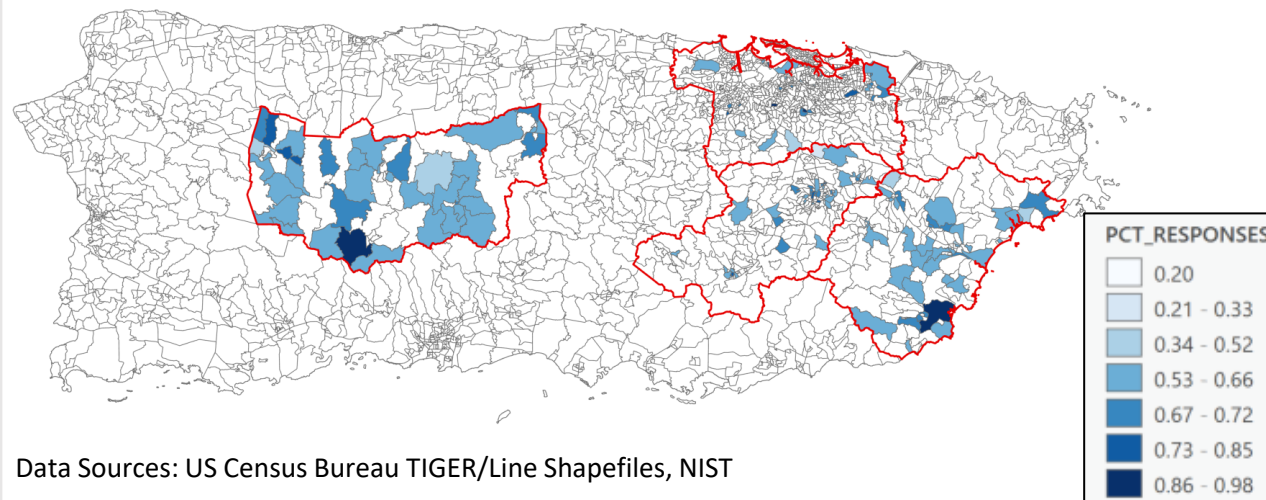 PCT_RESPONSES
0.20
0.21 - 0.33
0.34 - 0.52
0.53 - 0.66
0.67 - 0.72
0.73 - 0.85
0.86 - 0.98
Data Sources: US Census Bureau TIGER/Line Shapefiles, NIST